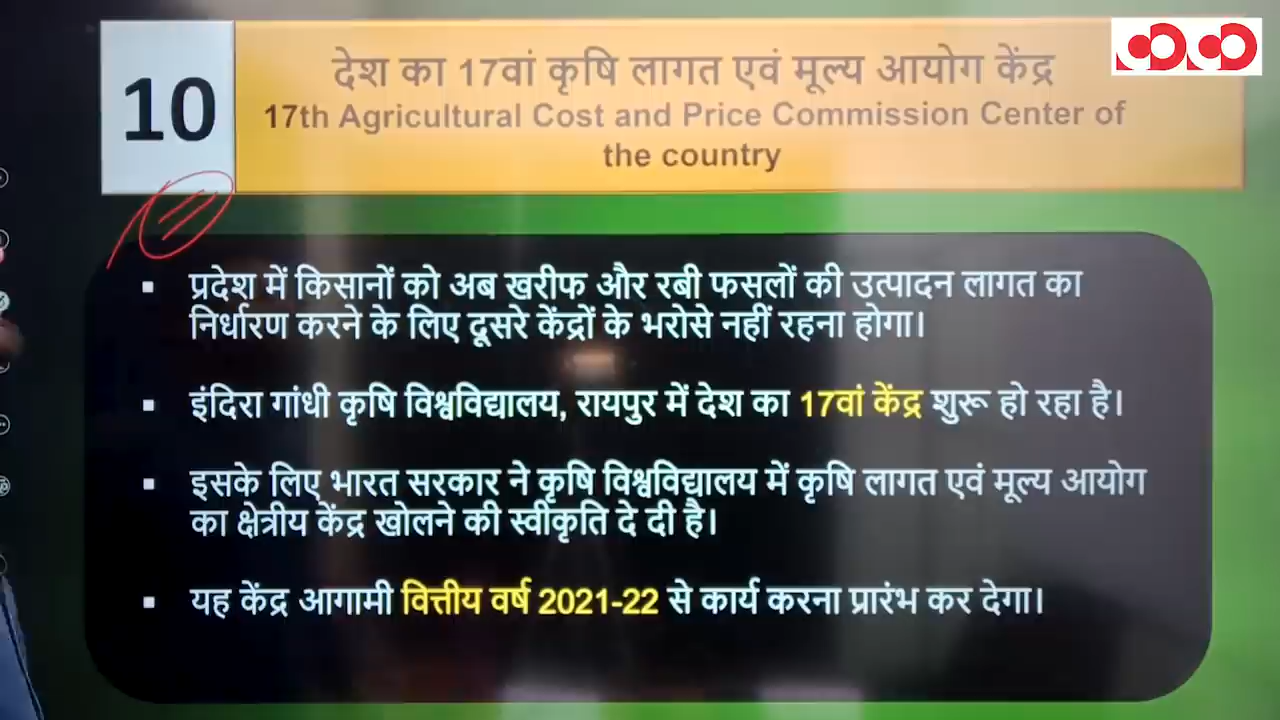 10
देश का 17वां कृषि लागत एवं मूल्य आयोग केंद्र
17th Agricultural Cost and Price Commission Center of
the country
▪ प्रदेश में किसानों को अब खरीफ और रबी फसलों की उत्पादन लागत का
निर्धारण करने के लिए दूसरे केंद्रों के भरोसे नहीं रहना होगा।
▪ इंदिरा गांधी कृषि विश्वविद्यालय, रायपुर में देश का 17वां केंद्र शुरू हो रहा है।
▪ इसके लिए भारत सरकार ने कृषि विश्वविद्यालय में कृषि लागत एवं मूल्य आयोग
का क्षेत्रीय केंद्र खोलने की स्वीकृति दे दी है।
▪ यह केंद्र आगामी वित्तीय वर्ष 2021-22 से कार्य करना प्रारंभ कर देगा।